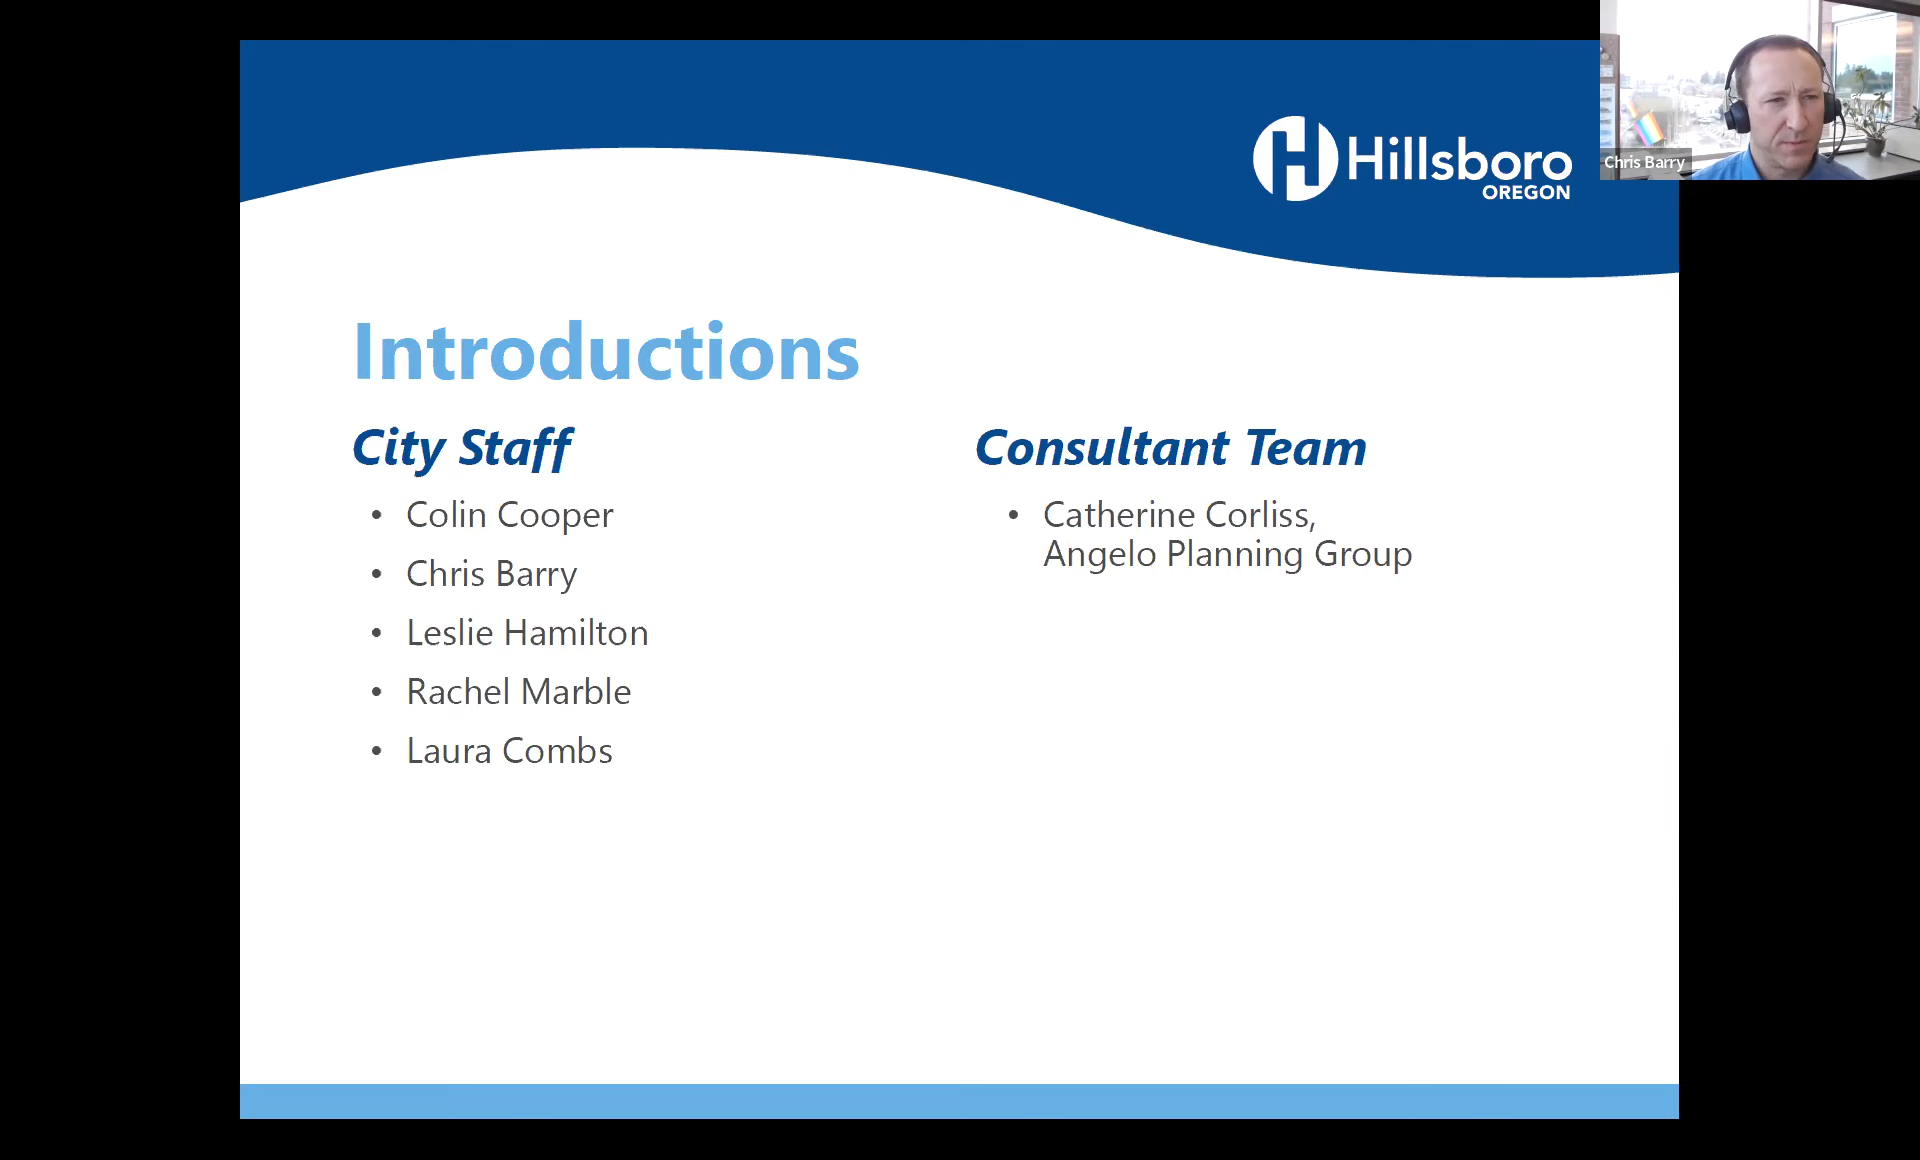 Hillsboro
OREGON
Chris Barry
Introductions
City Staff
• Colin Cooper
• Chris Barry
• Leslie Hamilton
• Rachel Marble
• Laura Combs
Consultant Team
• Catherine Corliss,
Angelo Planning Group